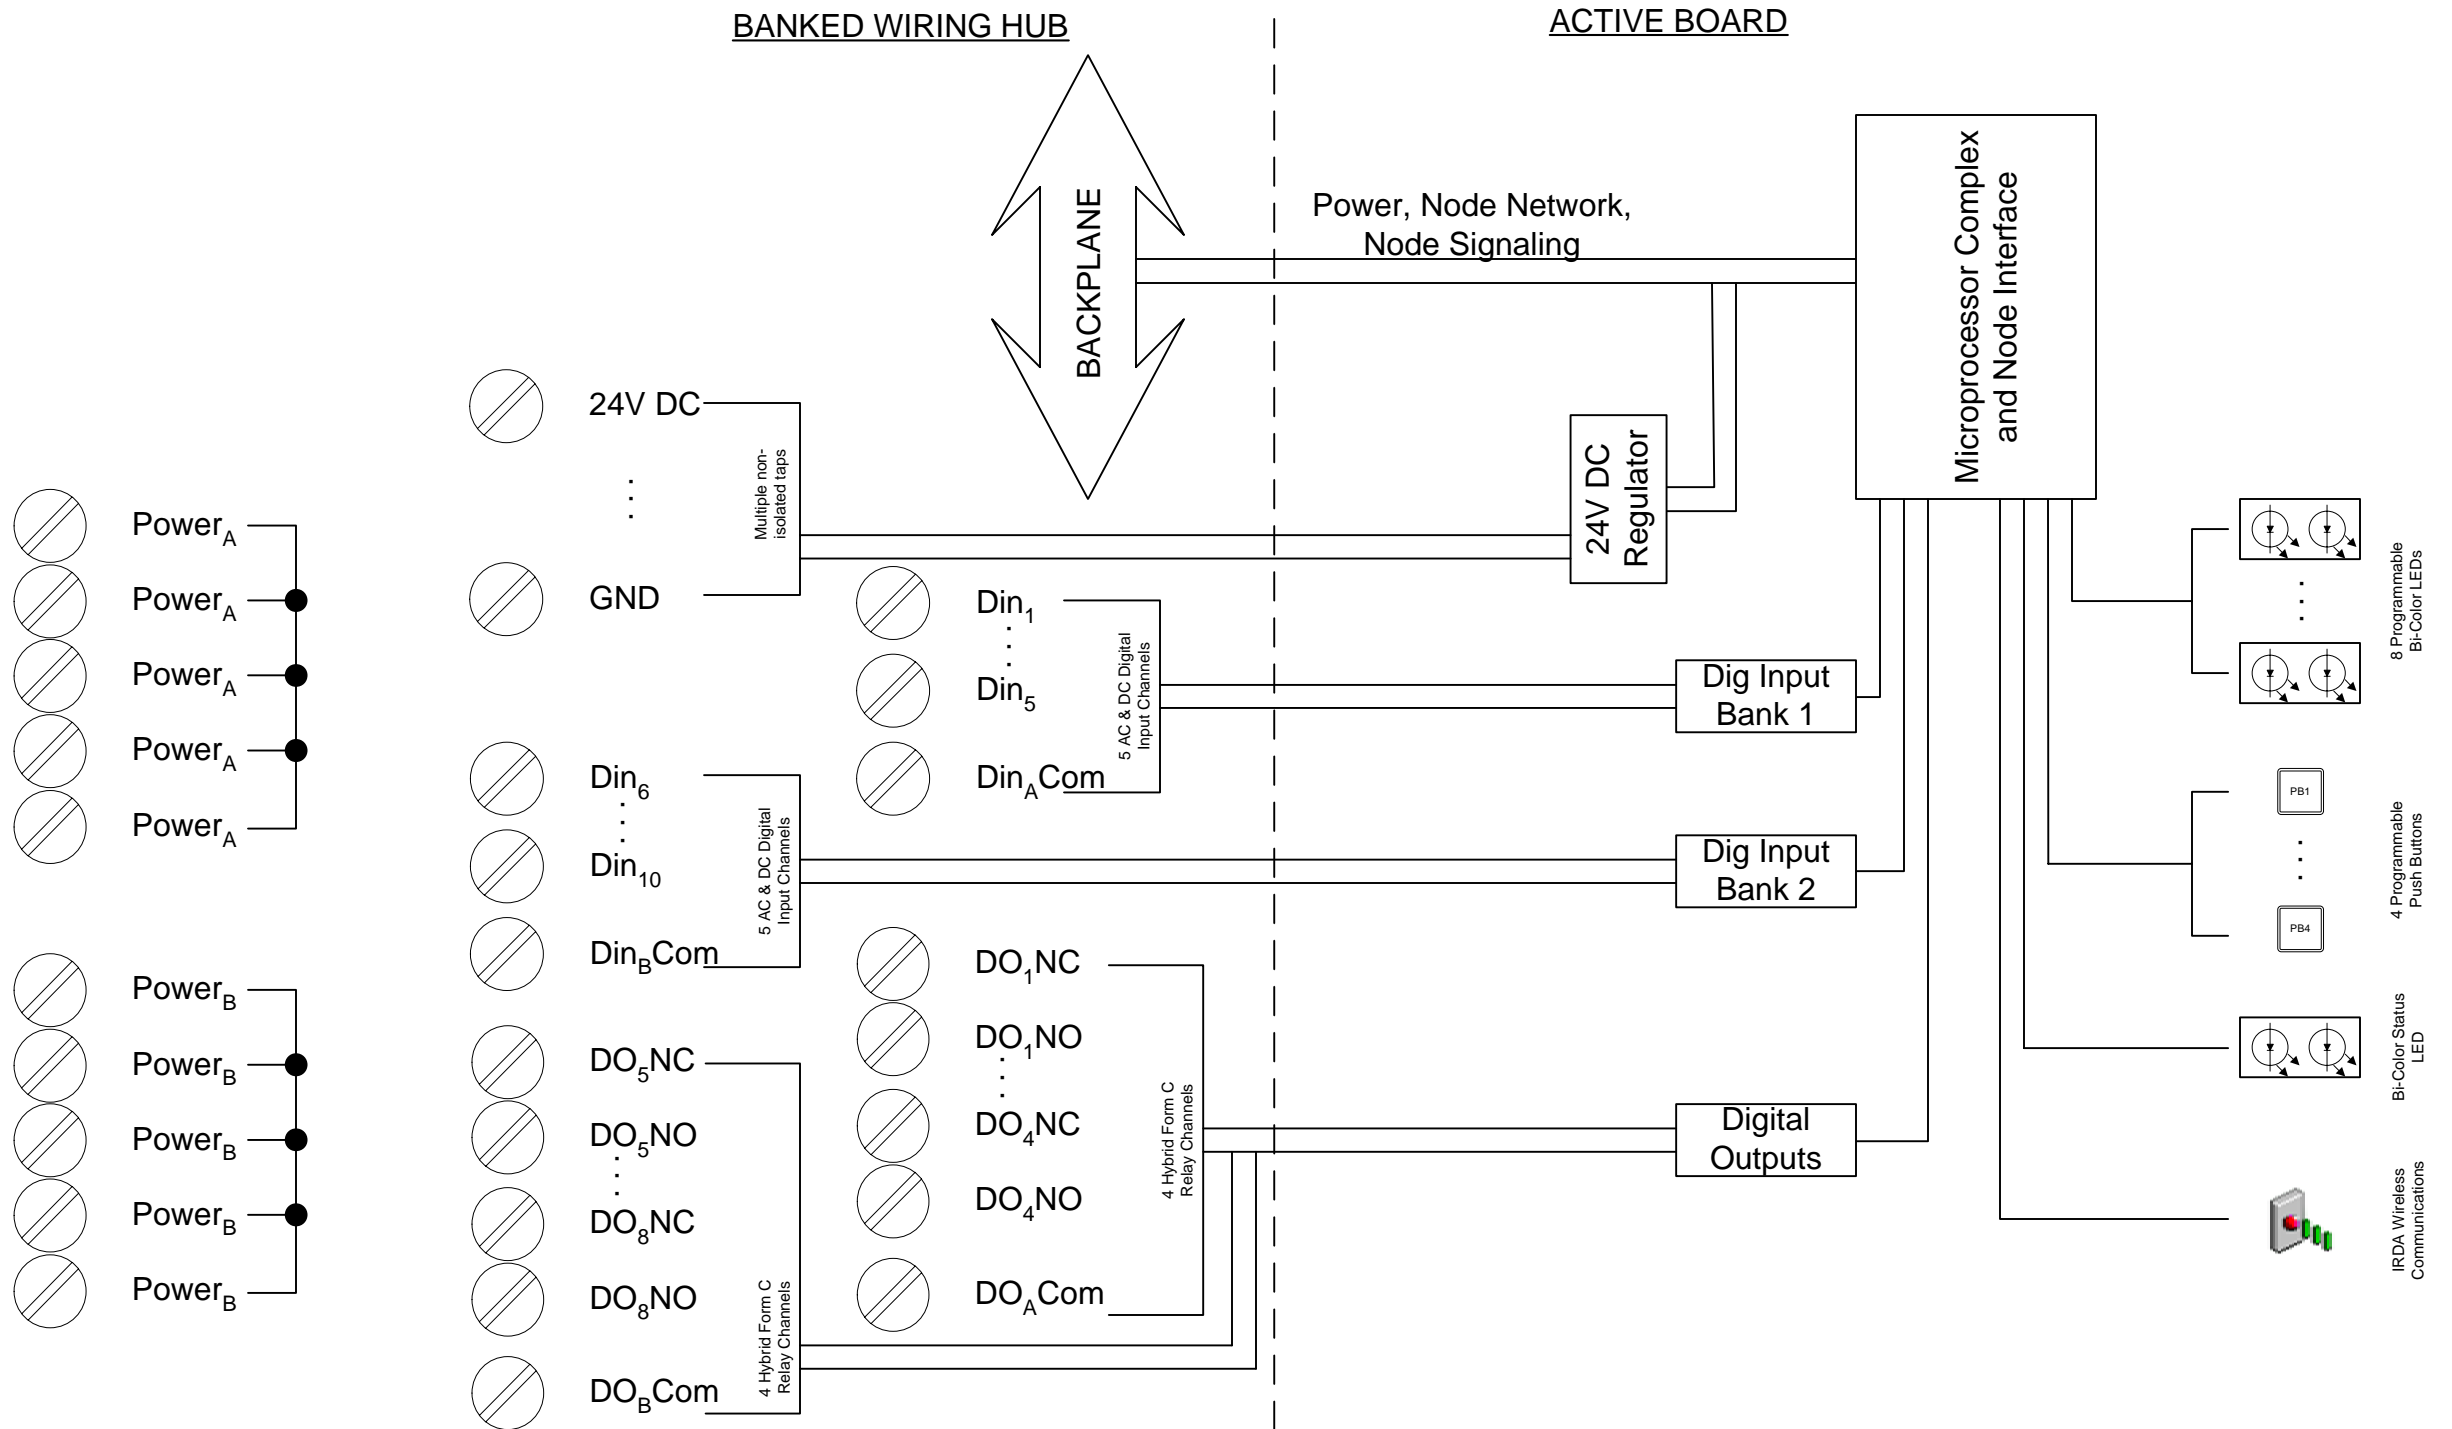 BANKED WIRING HUB
ACTIVE BOARD
BACKPLANE
Power, Node Network,
Node Signaling
Microprocessor Complex
and Node Interface
24V DC
.
.
.
GND
Multiple non-
isolated taps
24V DC
Regulator
PowerA
PowerA
PowerA
PowerA
PowerA
PowerB
PowerB
PowerB
PowerB
PowerB
Din1
Din5
DinACom
5 AC & DC Digital
Input Channels
Dig Input
Bank 1
Din6
Din10
DinBCom
5 AC & DC Digital
Input Channels
Dig Input
Bank 2
DO1NC
DO1NO
DO4NC
DO4NO
DOACom
4 Hybrid Form C
Relay Channels
DO5NC
DO5NO
DO8NC
DO8NO
DOBCom
4 Hybrid Form C
Relay Channels
Digital
Outputs
8 Programmable
Bi-Color LEDs
PB1
PB4
4 Programmable
Push Buttons
Bi-Color Status
LED
IRDA Wireless
Communications